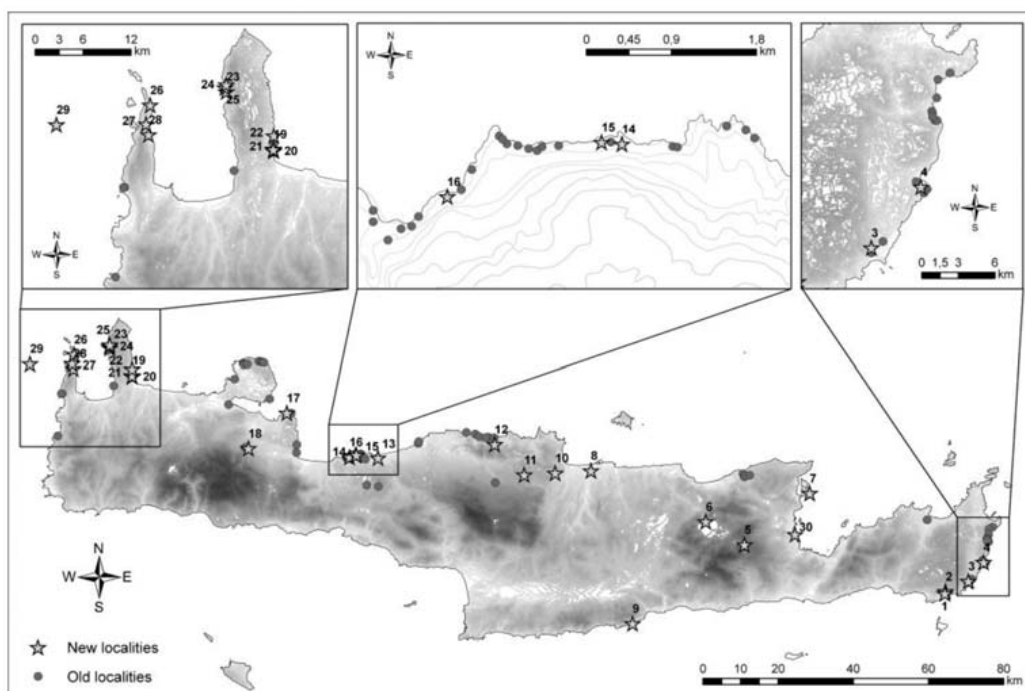 0 3 6 12
km
23
24
25
26
29
27 28
22 19
21 20
N
W E
S
N
W E
S
0 0,45 0,9 1,8
km
15 14
16
4
N
W E
S
3
0 1,5 3 6
km
25 23
24
26
29
28
27
22 19
21 20
17
18
16
14 15 13
12
11 10 8
7
6
5
30
4
3
2
1
9
N
W E
S
New localities
Old localities
0 20 40 60 80
km